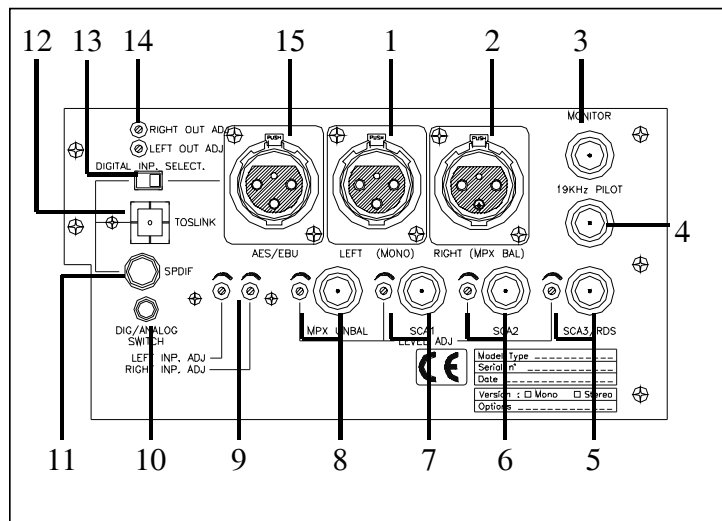 12 13 14 15 1 2 3
MONITOR
RIGHT OUT ADJ
LEFT OUT ADJ
PUSH PUSH PUSH
DIGITAL INP. SELECT.
19KHz PILOT
TOSLINK
4
AES/EBU LEFT (MONO) RIGHT (MPX BAL)
SPDIF
MPX UNBAL SCA1 SCA2 SCA3/RDS
DIG/ANALOG
SWITCH
LEVEL ADJ
LEFT INP. ADJ
RIGHT INP. ADJ
CE
Model Type
Serial n°
Date
Version : Mono Stereo
Options
11 10 9 8 7 6 5